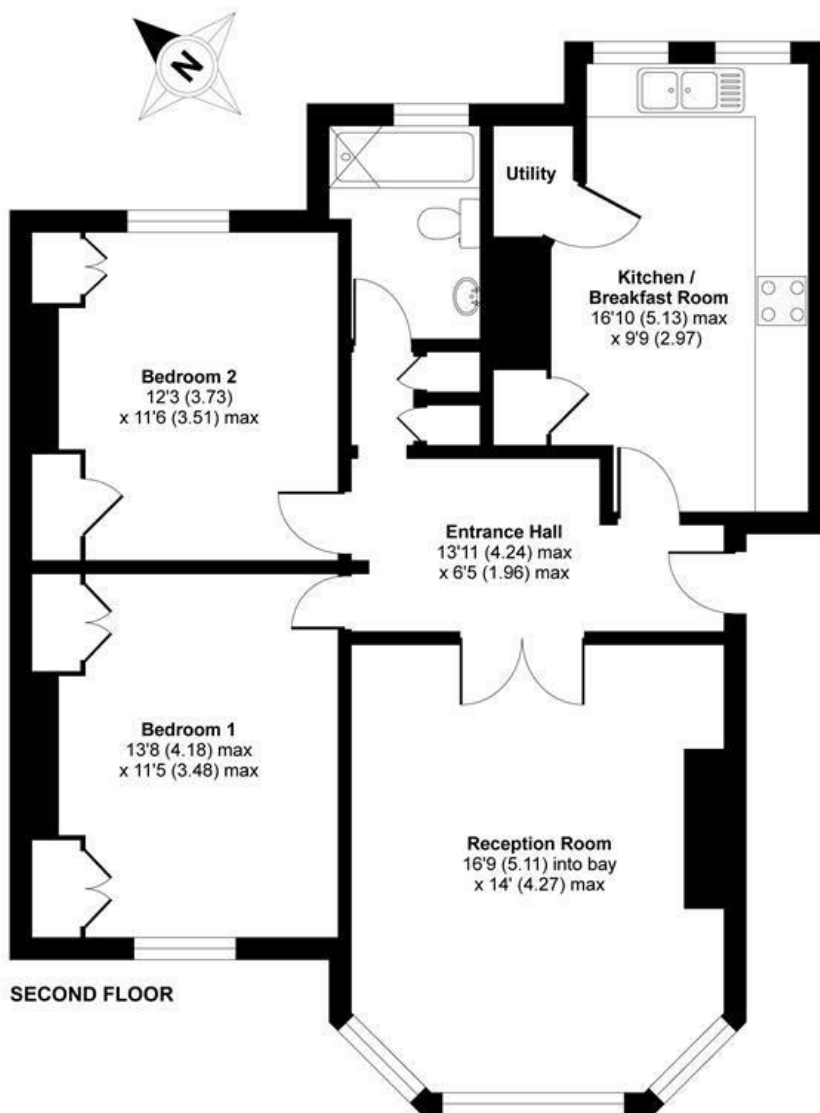 N
Utility
Kitchen /
Breakfast Room
16'10 (5.13) max
x 9'9 (2.97)
Bedroom 2
12'3 (3.73)
x 11'6 (3.51) max
Entrance Hall
13'11 (4.24) max
x 6'5 (1.96) max
Bedroom 1
13'8 (4.18) max
x 11'5 (3.48) max
Reception Room
16'9 (5.11) into bay
x 14' (4.27) max
SECOND FLOOR